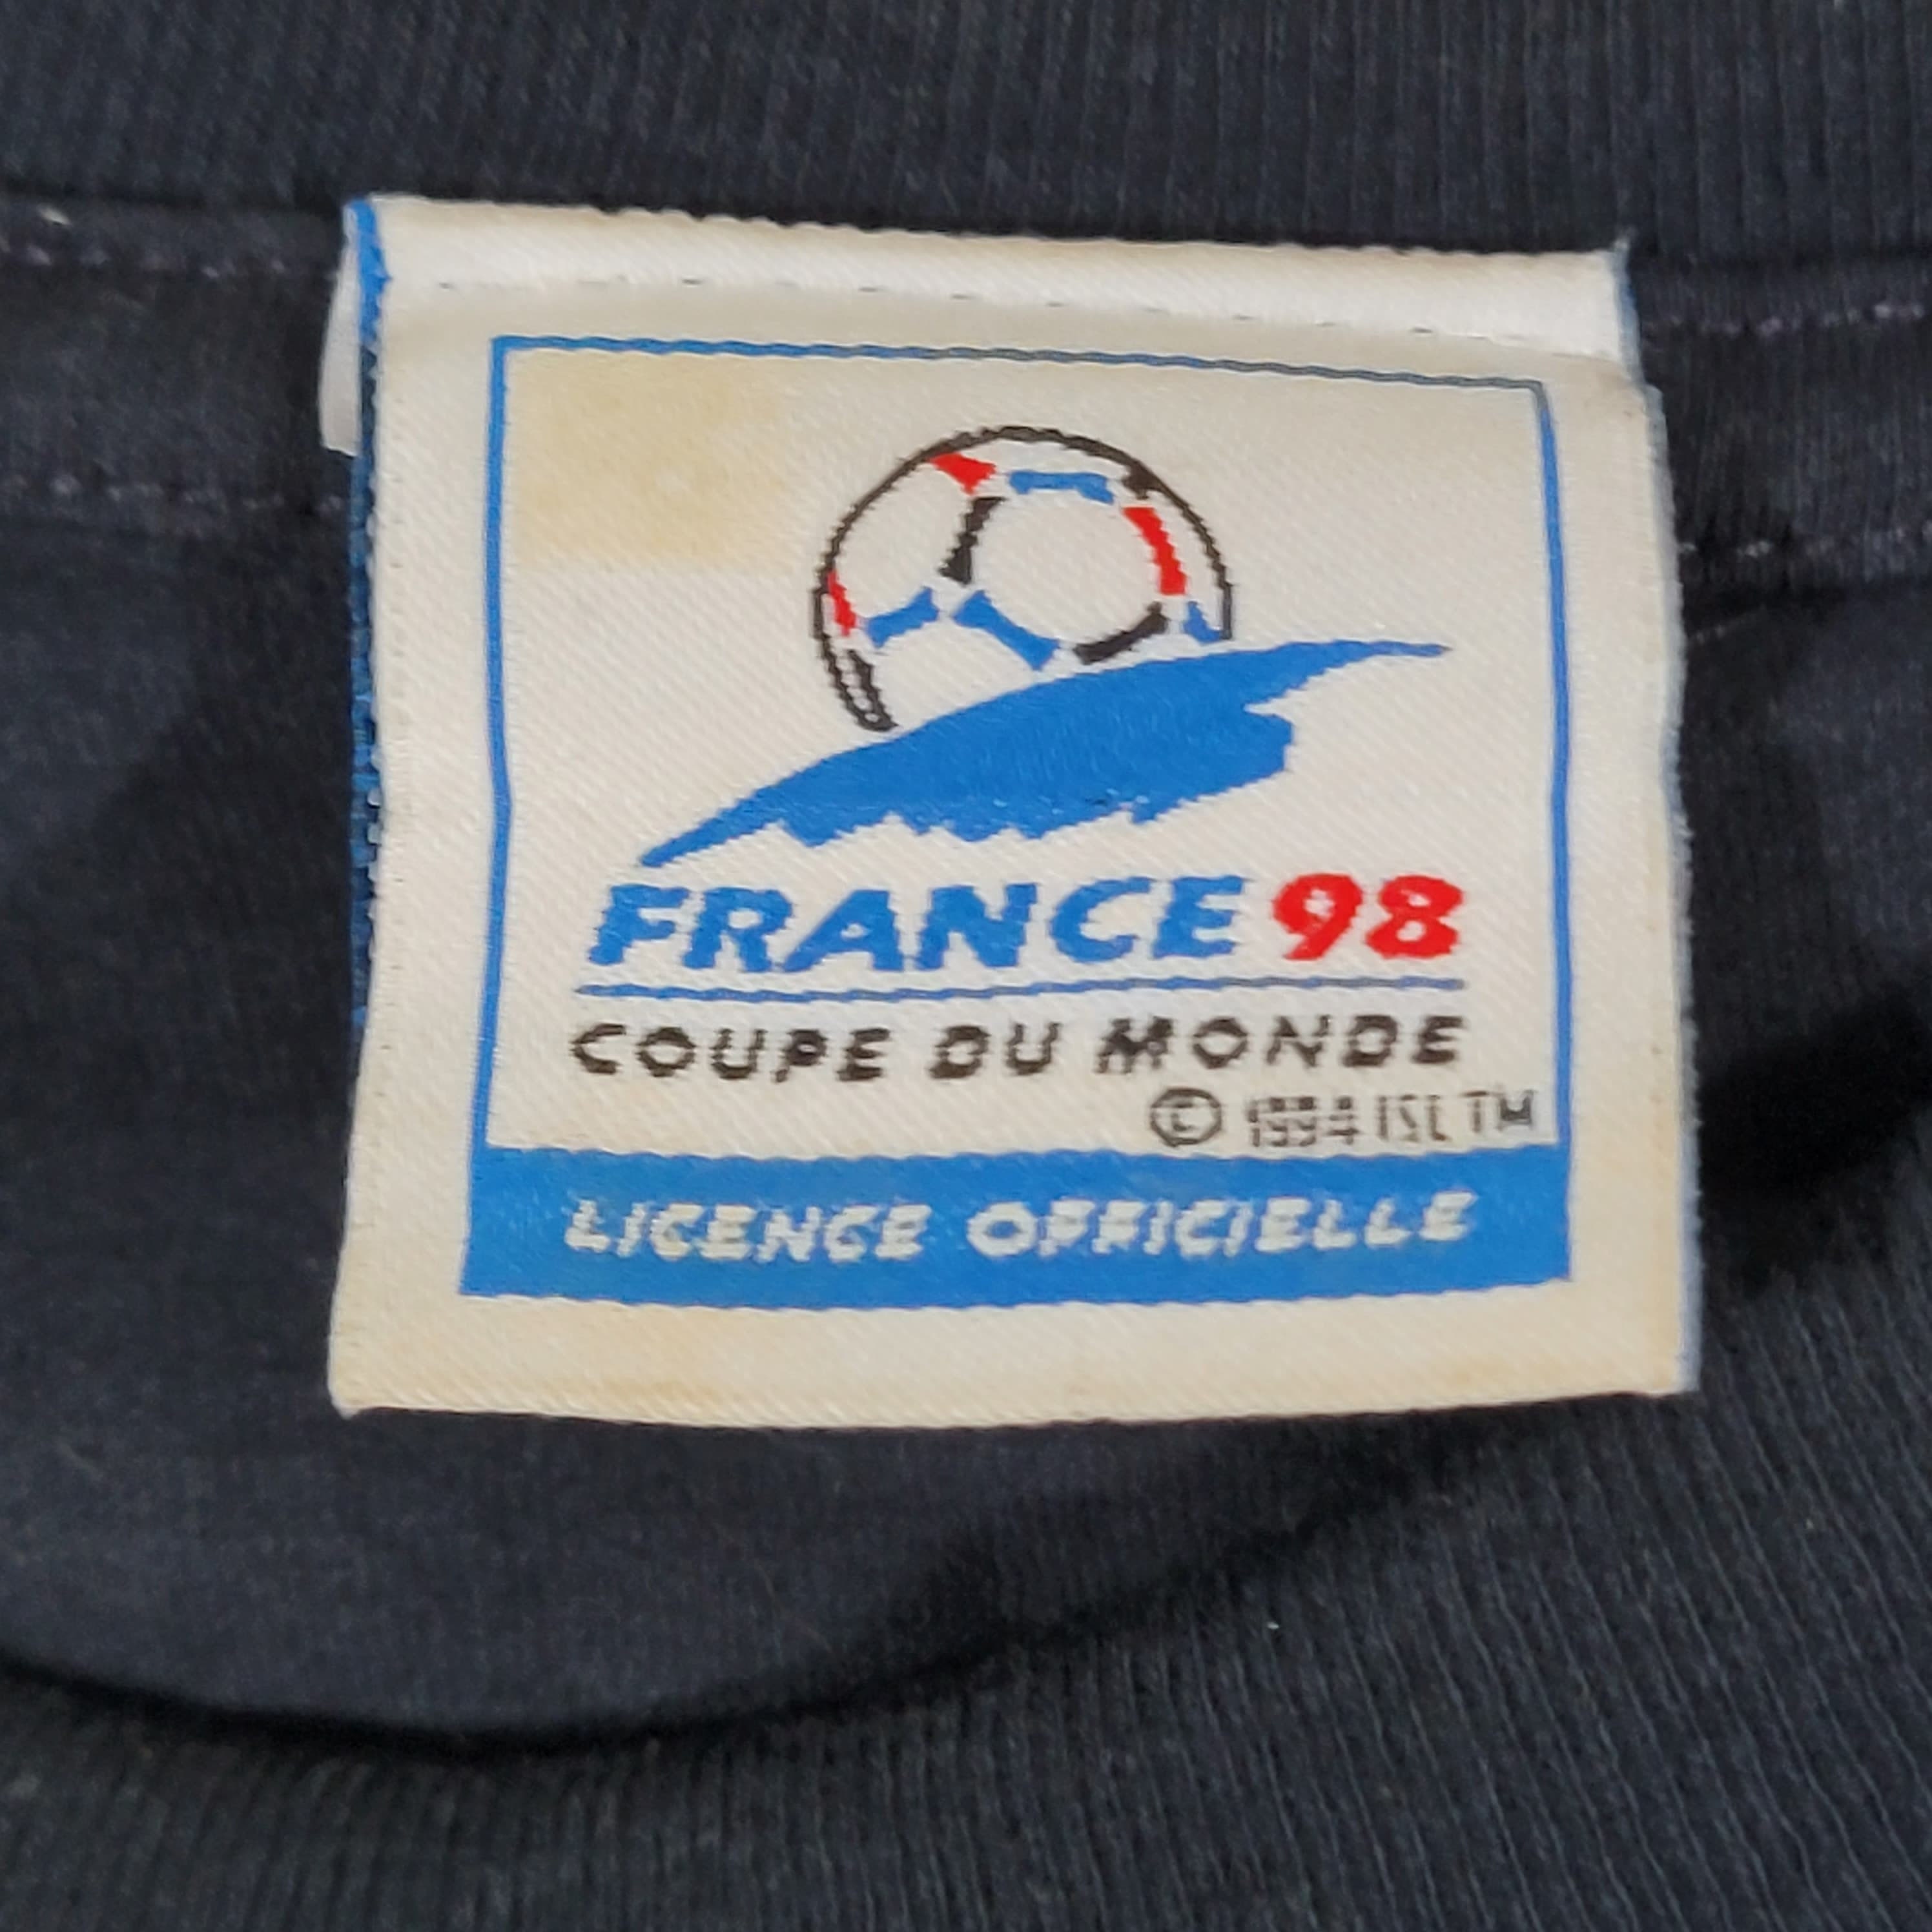 FRANCE 98
COUPE DU MONDE
© 1994 ISL TM
LICENCE OFFICIELLE